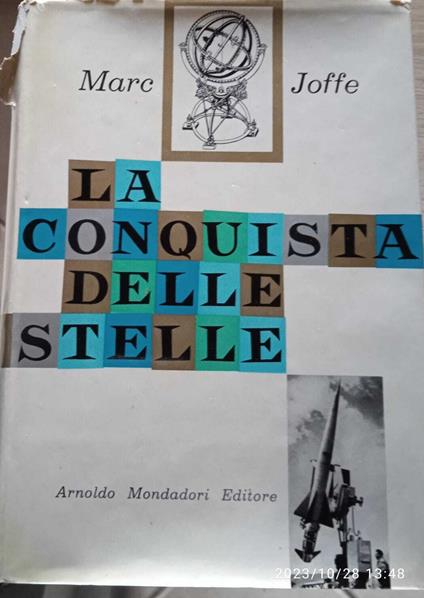 Marc Joffe
LA
CONQUISTA
DELLE
STELLE
Arnoldo Mondadori Editore
2023/10/28 13:48